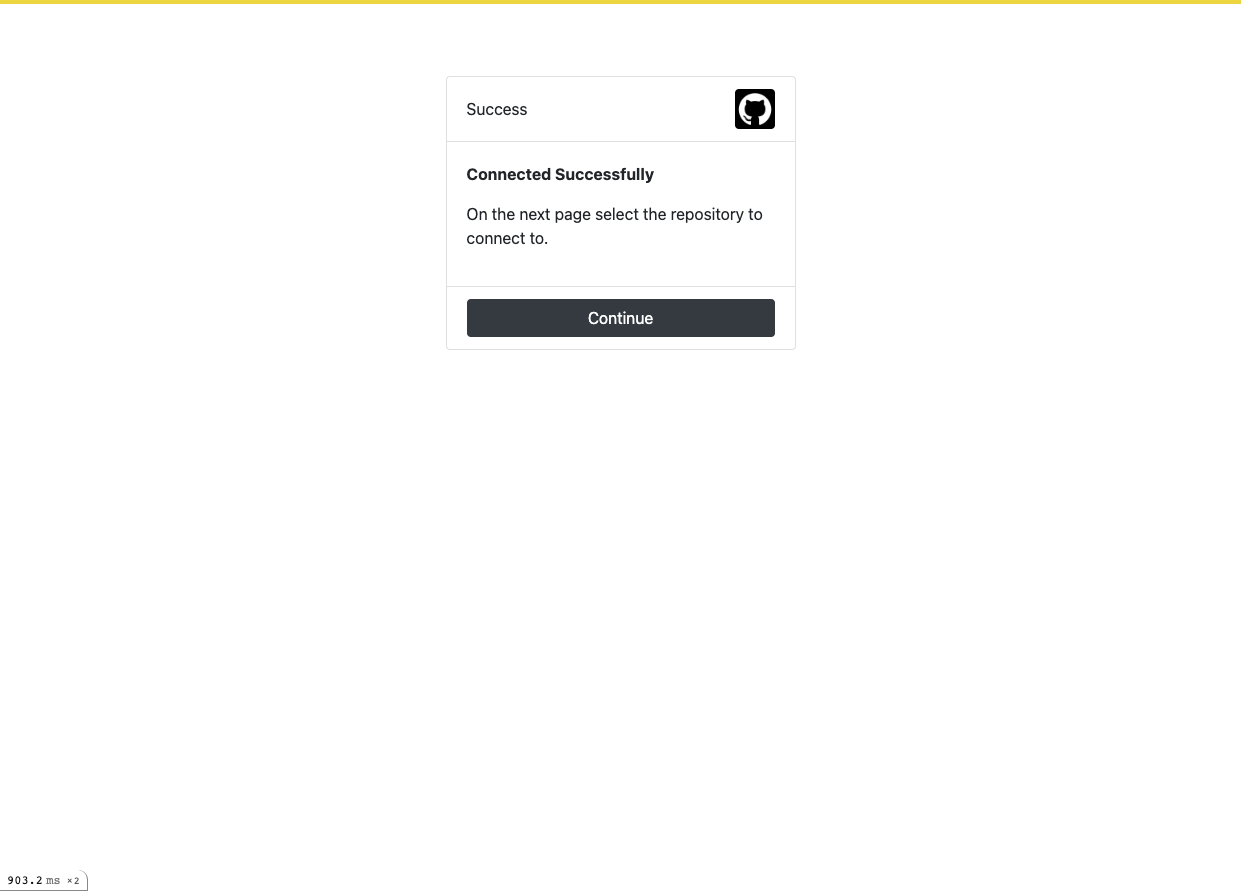 Success
Connected Successfully
On the next page select the repository to
connect to.
Continue
903.2 ms ×2